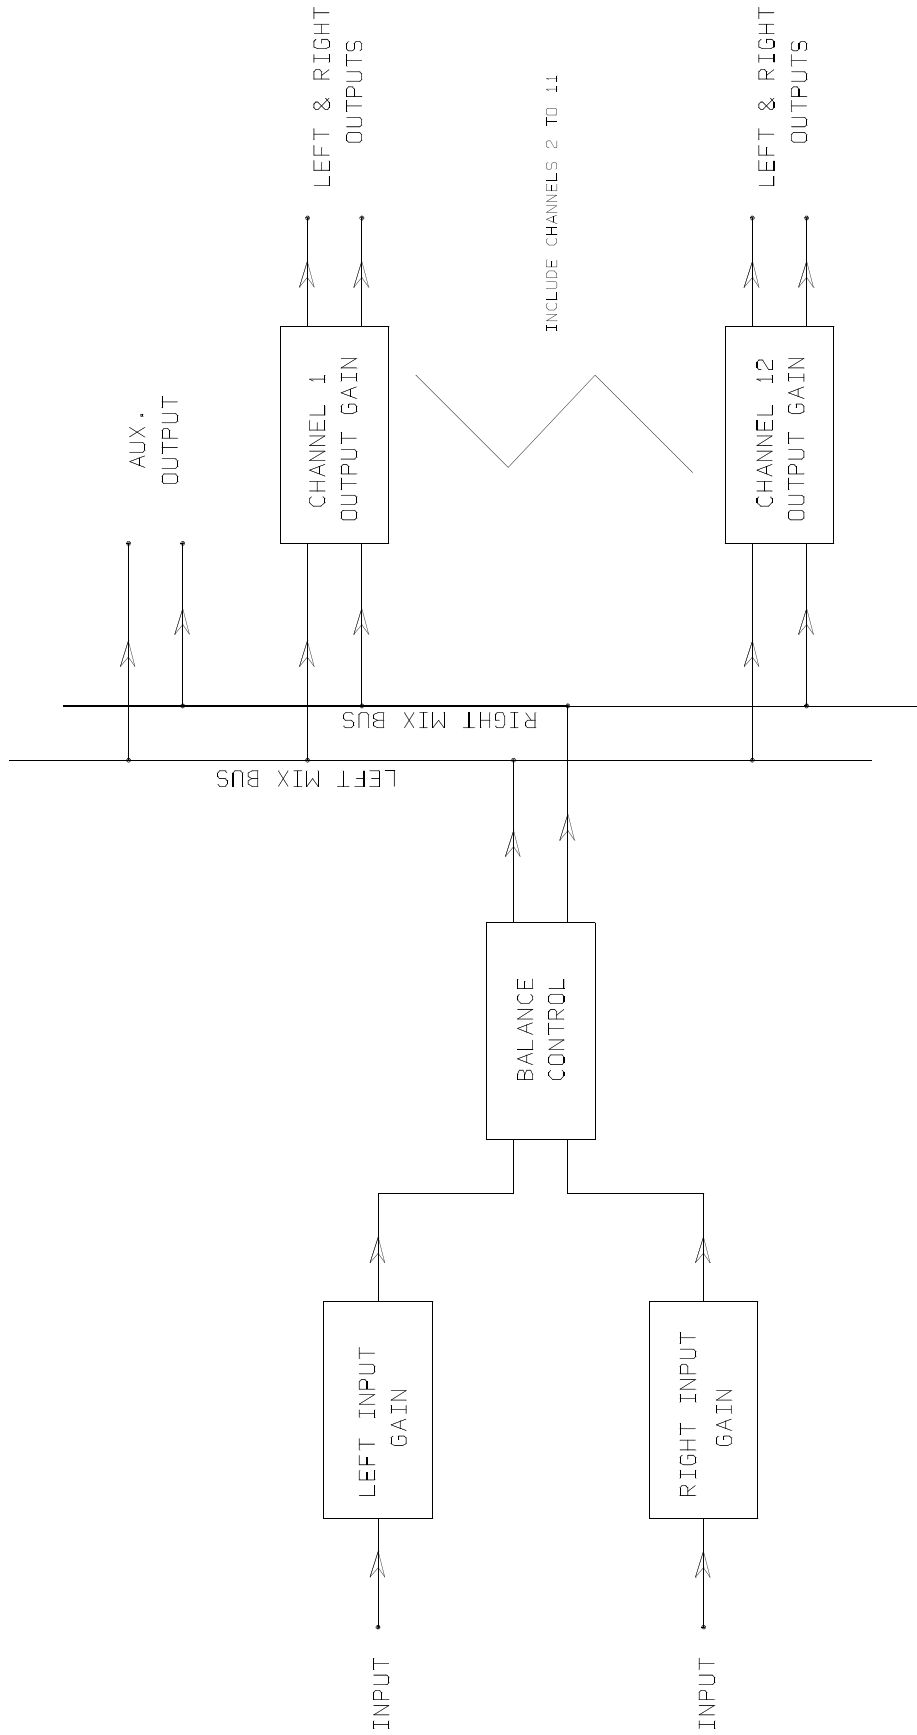 INPUT
LEFT INPUT
GAIN
INPUT
RIGHT INPUT
GAIN
BALANCE
CONTROL
LEFT MIX BUS
RIGHT MIX BUS
AUX.
OUTPUT
CHANNEL 1
OUTPUT GAIN
LEFT & RIGHT
OUTPUTS
INCLUDE CHANNELS 2 TO 11
CHANNEL 12
OUTPUT GAIN
LEFT & RIGHT
OUTPUTS